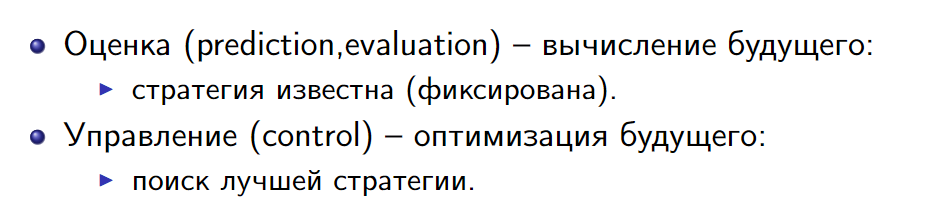 Оценка (prediction,evaluation) – вычисление будущего:
стратегия известна (фиксирована).
Управление (control) – оптимизация будущего:
поиск лучшей стратегии.